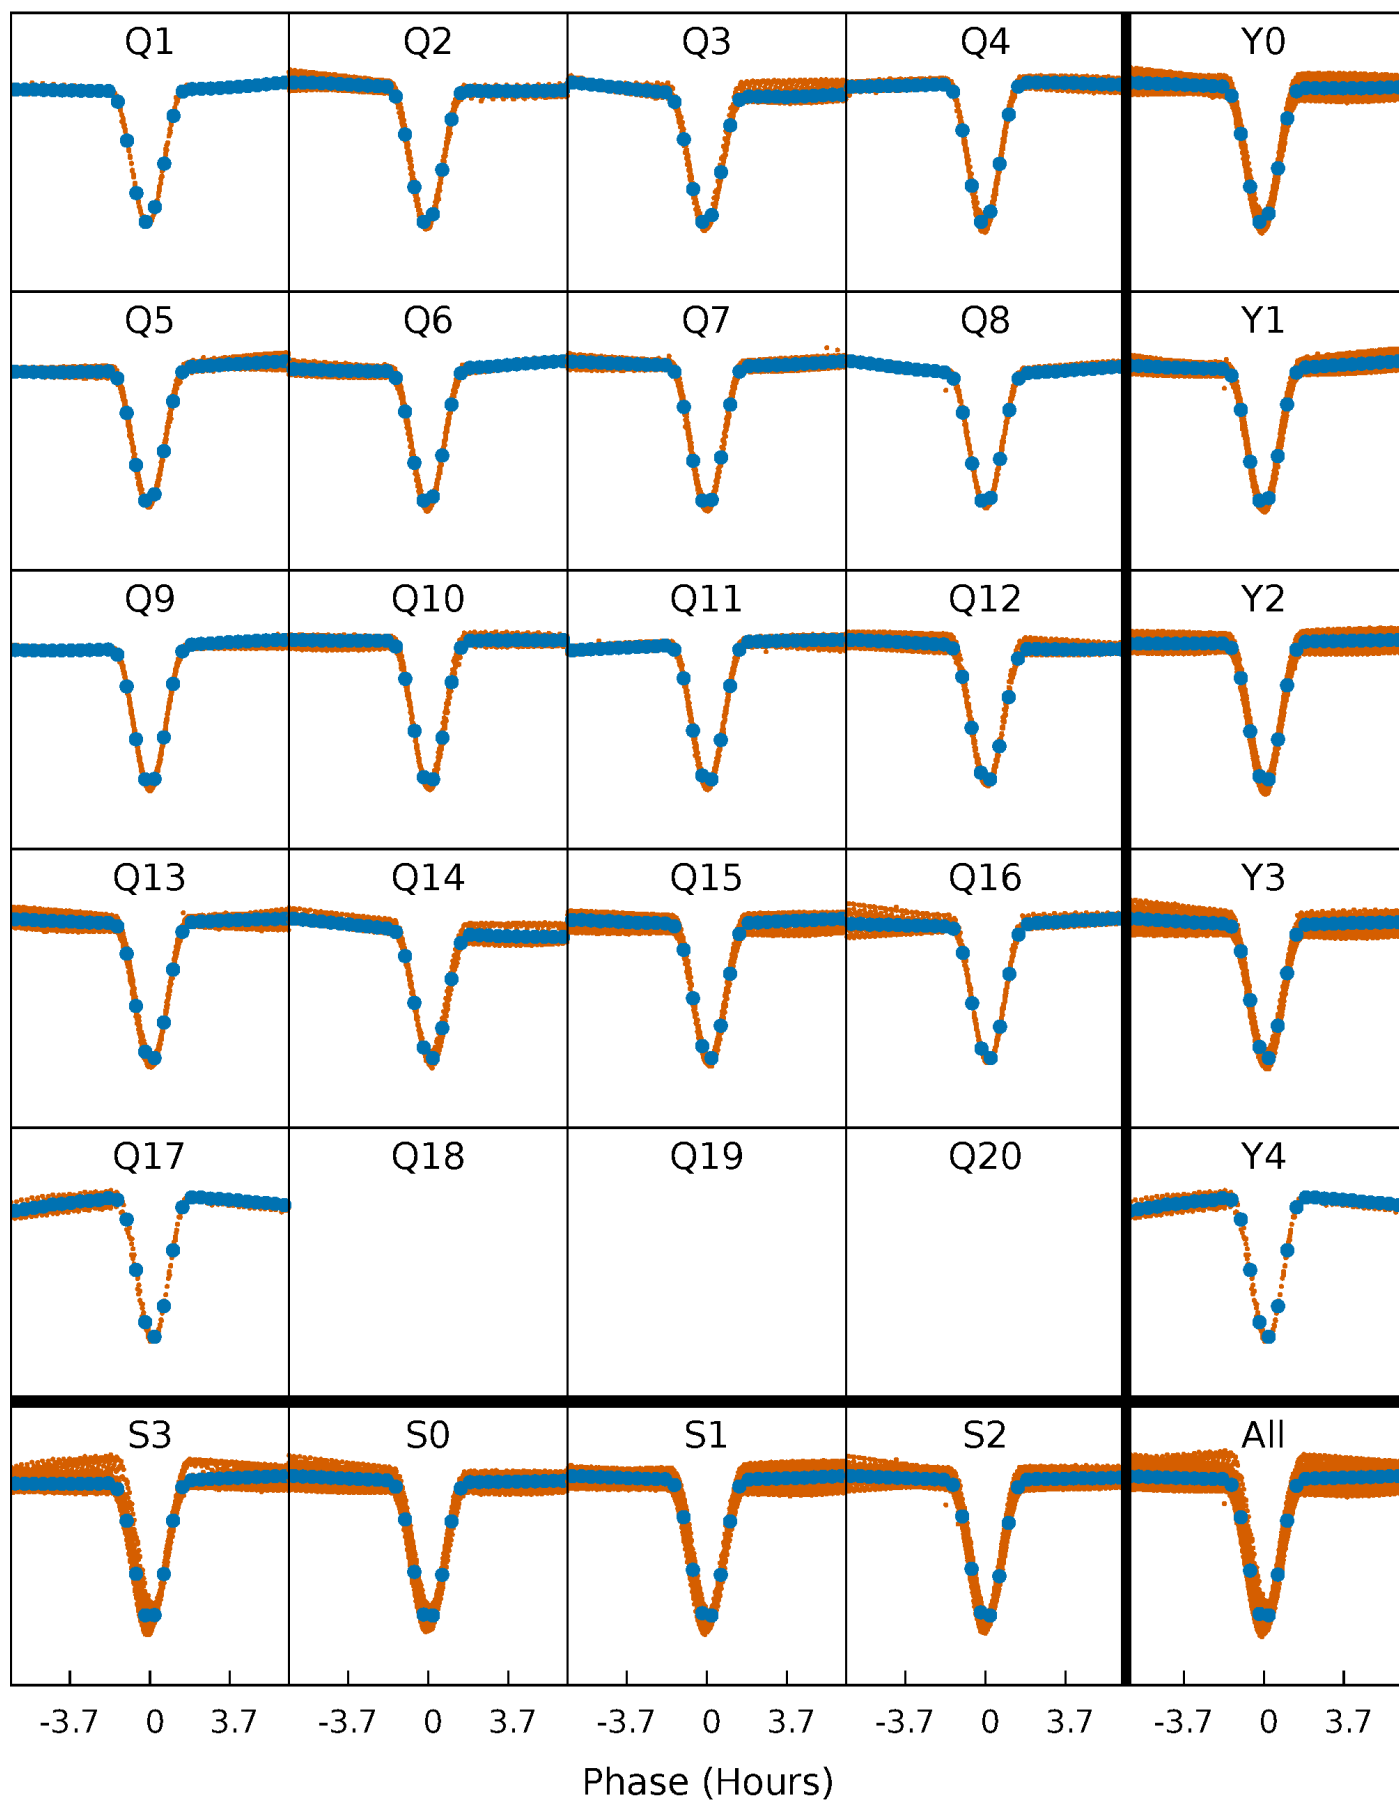 Q1 Q2 Q3 Q4 Y0
Q5 Q6 Q7 Q8 Y1
Q9 Q10 Q11 Q12 Y2
Q13 Q14 Q15 Q16 Y3
Q17 Q18 Q19 Q20 Y4
S3 S0 S1 S2 All
-3.7 0 3.7 -3.7 0 3.7 -3.7 0 3.7 -3.7 0 3.7 -3.7 0 3.7
Phase (Hours)